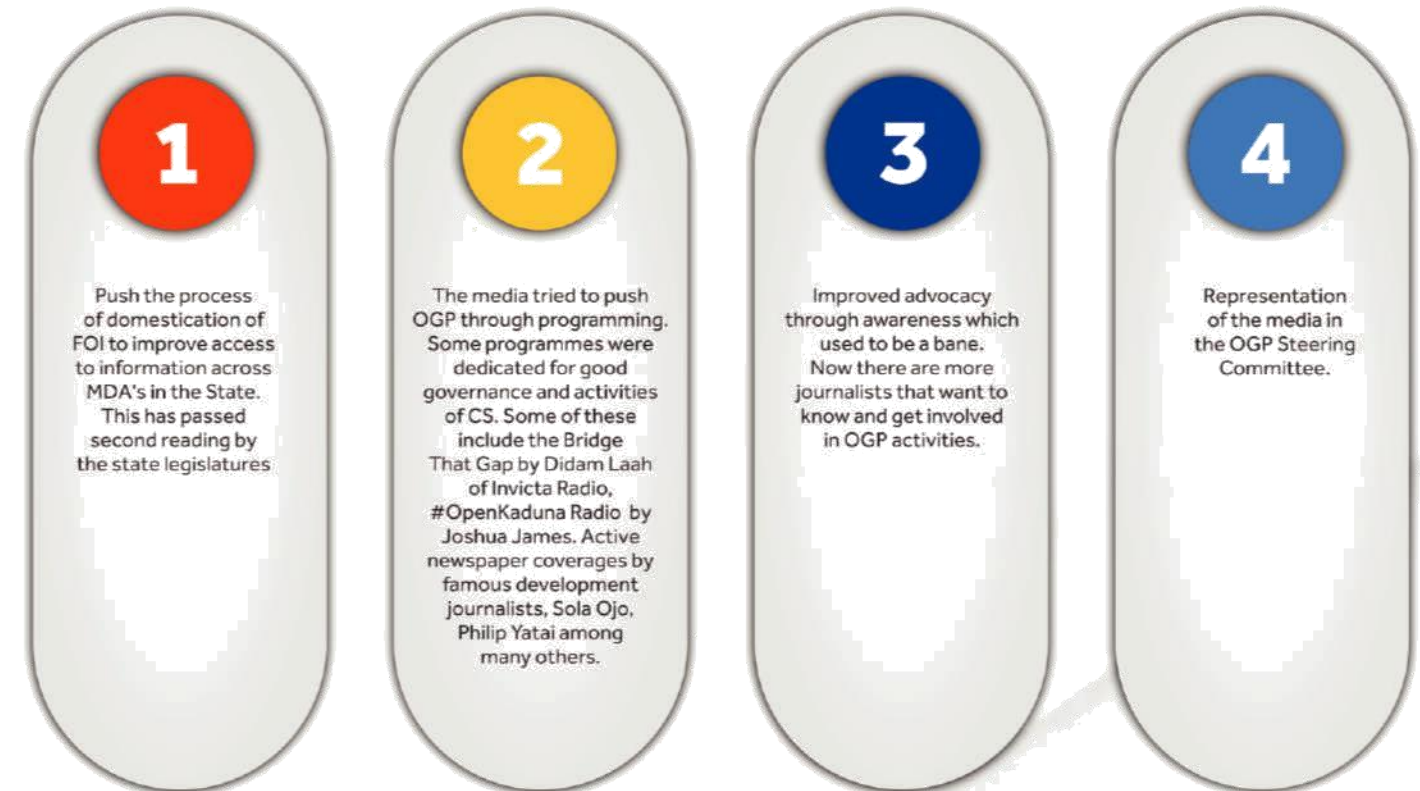 1
Push the process
of domestication of
FOI to improve access
to information across
MDA's in the State.
This has passed
second reading by
the state legislatures
2
The media tried to push
OGP through programming.
Some programmes were
dedicated for good
governance and activities
of CS. Some of these
include the Bridge
That Gap by Didam Laah
of Invicta Radio,
#OpenKaduna Radio by
Joshua James. Active
newspaper coverages by
famous development
journalists, Sola Ojo,
Philip Yatai among
many others.
3
Improved advocacy
through awareness which
used to be a bane.
Now there are more
journalists that want to
know and get involved
in OGP activities.
4
Representation
of the media in
the OGP Steering
Committee.